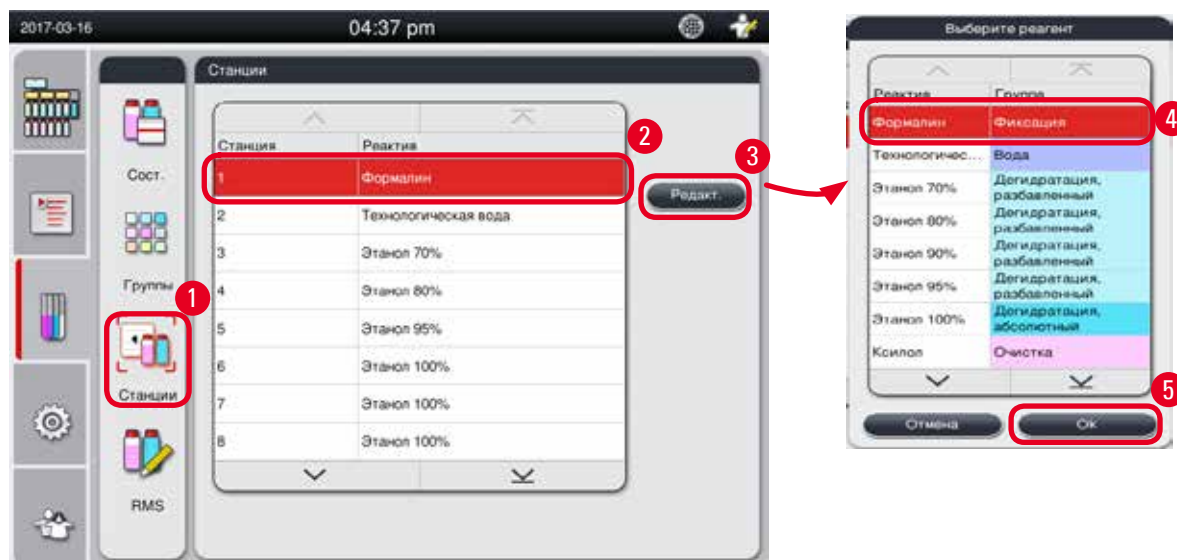 2017-03-16 04:37 pm
Сост.
Группы
Станции
RMS
Станции
Станция Реактив
1 Формалин
2 Технологическая вода
3 Этанол 70%
4 Этанол 80%
5 Этанол 95%
6 Этанол 100%
7 Этанол 100%
8 Этанол 100%
Редакт.
1
2
3
Выберите реагент
Реактив Группа
Формалин Фиксация
Технологичес... Вода
Этанол 70% Дегидратация,
разбавленный
Этанол 80% Дегидратация,
разбавленный
Этанол 90% Дегидратация,
разбавленный
Этанол 95% Дегидратация,
разбавленный
Этанол 100% Дегидратация,
абсолютный
Ксилол Очистка
Отмена Ок
4
5